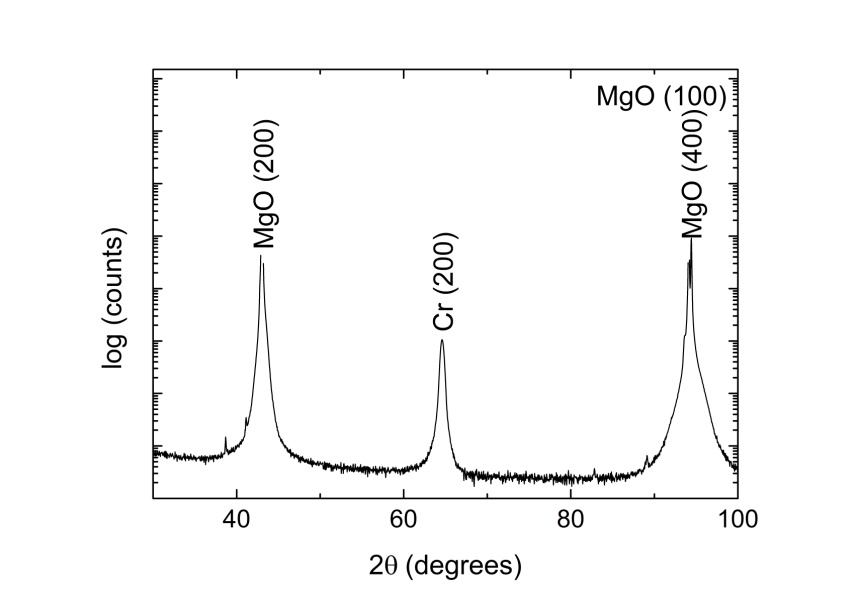 MgO (100)
MgO (200)
Cr (200)
MgO (400)
log (counts)
40 60 80 100
2θ (degrees)